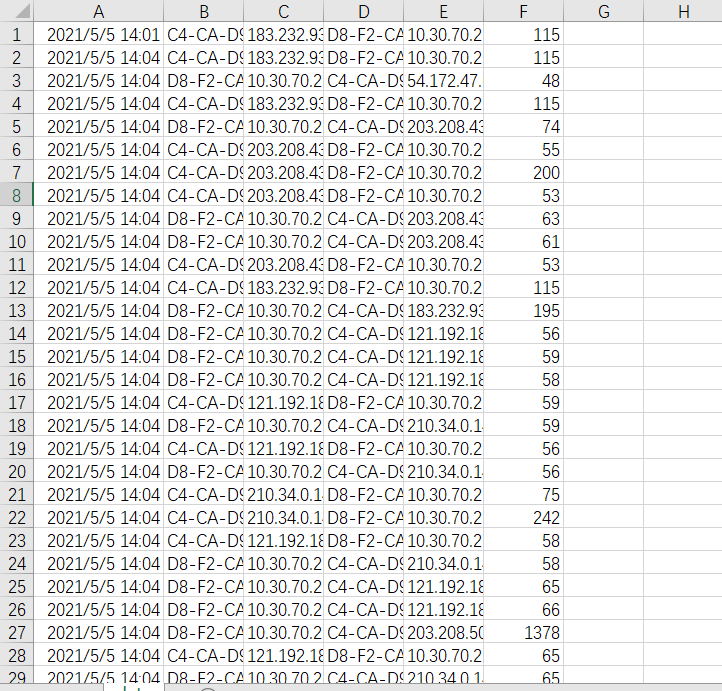 A B C D E F G H
1 2021/5/5 14:01 C4-CA-D9 183.232.93 D8-F2-CA 10.30.70.2 115
2 2021/5/5 14:04 C4-CA-D9 183.232.93 D8-F2-CA 10.30.70.2 115
3 2021/5/5 14:04 D8-F2-CA 10.30.70.2 C4-CA-D9 54.172.47. 48
4 2021/5/5 14:04 C4-CA-D9 183.232.93 D8-F2-CA 10.30.70.2 115
5 2021/5/5 14:04 D8-F2-CA 10.30.70.2 C4-CA-D9 203.208.43 74
6 2021/5/5 14:04 C4-CA-D9 203.208.43 D8-F2-CA 10.30.70.2 55
7 2021/5/5 14:04 C4-CA-D9 203.208.43 D8-F2-CA 10.30.70.2 200
8 2021/5/5 14:04 C4-CA-D9 203.208.43 D8-F2-CA 10.30.70.2 53
9 2021/5/5 14:04 D8-F2-CA 10.30.70.2 C4-CA-D9 203.208.43 63
10 2021/5/5 14:04 D8-F2-CA 10.30.70.2 C4-CA-D9 203.208.43 61
11 2021/5/5 14:04 C4-CA-D9 203.208.43 D8-F2-CA 10.30.70.2 53
12 2021/5/5 14:04 C4-CA-D9 183.232.93 D8-F2-CA 10.30.70.2 115
13 2021/5/5 14:04 D8-F2-CA 10.30.70.2 C4-CA-D9 183.232.93 195
14 2021/5/5 14:04 D8-F2-CA 10.30.70.2 C4-CA-D9 121.192.18 56
15 2021/5/5 14:04 D8-F2-CA 10.30.70.2 C4-CA-D9 121.192.18 59
16 2021/5/5 14:04 D8-F2-CA 10.30.70.2 C4-CA-D9 121.192.18 58
17 2021/5/5 14:04 C4-CA-D9 121.192.18 D8-F2-CA 10.30.70.2 59
18 2021/5/5 14:04 D8-F2-CA 10.30.70.2 C4-CA-D9 210.34.0.1 59
19 2021/5/5 14:04 C4-CA-D9 121.192.18 D8-F2-CA 10.30.70.2 56
20 2021/5/5 14:04 D8-F2-CA 10.30.70.2 C4-CA-D9 210.34.0.1 56
21 2021/5/5 14:04 C4-CA-D9 210.34.0.1 D8-F2-CA 10.30.70.2 75
22 2021/5/5 14:04 C4-CA-D9 210.34.0.1 D8-F2-CA 10.30.70.2 242
23 2021/5/5 14:04 C4-CA-D9 121.192.18 D8-F2-CA 10.30.70.2 58
24 2021/5/5 14:04 D8-F2-CA 10.30.70.2 C4-CA-D9 210.34.0.1 58
25 2021/5/5 14:04 D8-F2-CA 10.30.70.2 C4-CA-D9 121.192.18 65
26 2021/5/5 14:04 D8-F2-CA 10.30.70.2 C4-CA-D9 121.192.18 66
27 2021/5/5 14:04 D8-F2-CA 10.30.70.2 C4-CA-D9 203.208.50 1378
28 2021/5/5 14:04 C4-CA-D9 121.192.18 D8-F2-CA 10.30.70.2 65
29 2021/5/5 14:04 D8-F2-CA 10.30.70.2 C4-CA-D9 210.34.0.1 65